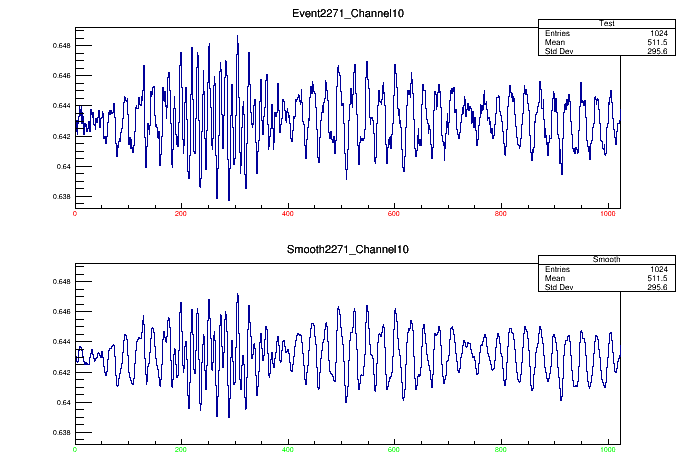 Event2271_Channel10
Test
Entries 1024
Mean 511.5
Std Dev 295.6
0.648
0.646
0.644
0.642
0.64
0.638
0 200 400 600 800 1000
Smooth2271_Channel10
Smooth
Entries 1024
Mean 511.5
Std Dev 295.6
0.648
0.646
0.644
0.642
0.64
0.638
0 200 400 600 800 1000